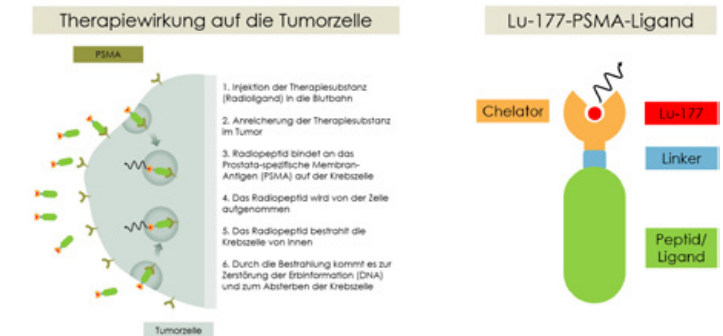 Therapiewirkung auf die Tumorzelle
PSMA
1. Injektion der Therapiesubstanz
(Radioligand) in die Blutbahn
2. Anreicherung der Therapiesubstanz
im Tumor
3. Radiopeptid bindet an das
Prostata-spezifische Membran-
Antigen (PSMA) auf der Krebszelle
4. Das Radiopeptid wird von der Zelle
aufgenommen
5. Das Radiopeptid bestrahlt die
Krebszelle von innen
6. Durch die Bestrahlung kommt es zur
Zerstörung der Erbinformation (DNA)
und zum Absterben der Krebszelle
Tumorzelle
Lu-177-PSMA-Ligand
Chelator
Lu-177
Linker
Peptid/
Ligand